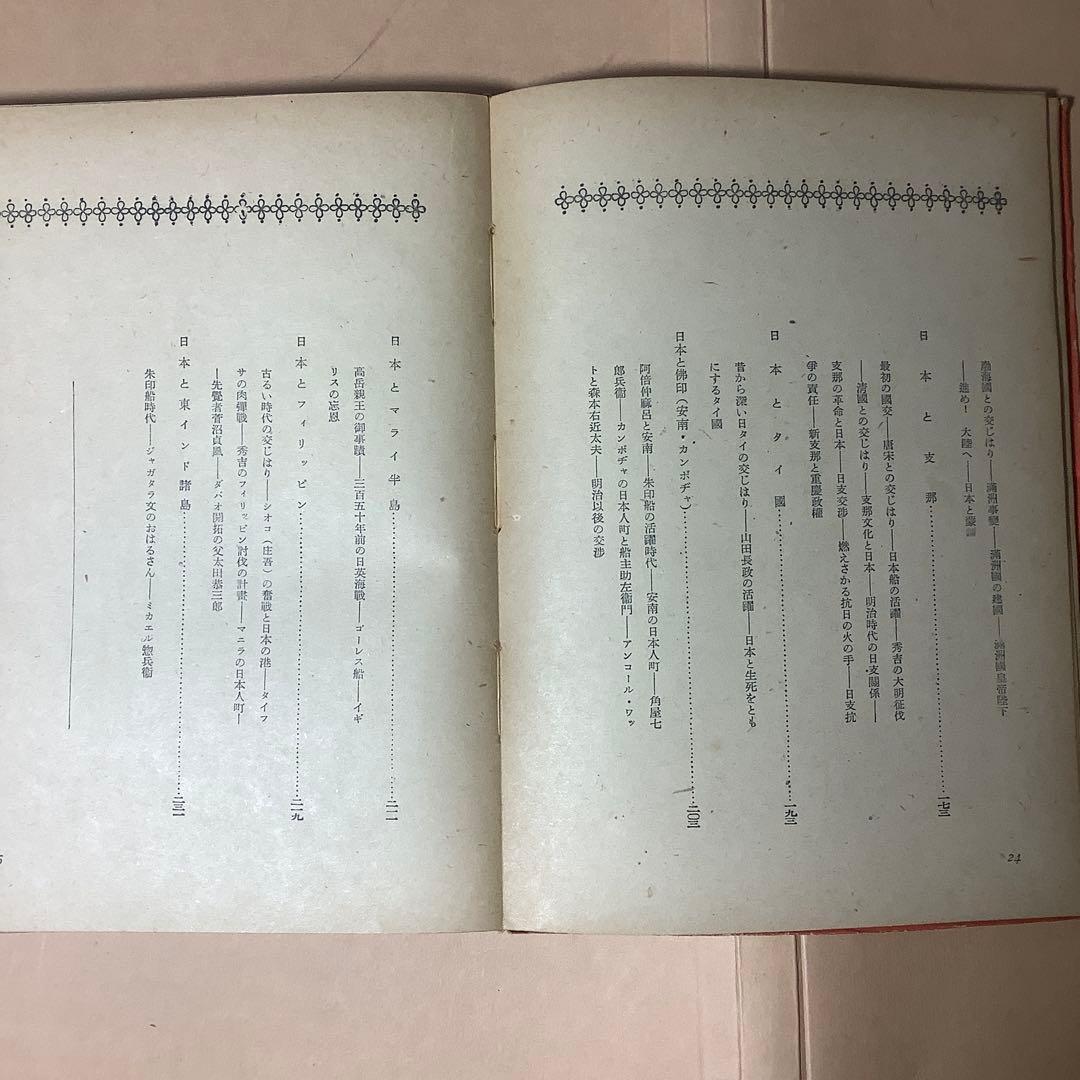 渤海國との交じはり——滿洲事變——滿洲國の建國——滿洲國皇帝陛下
——進め！ 大陸へ——日本と蒙疆
日本と支那……一七三
最初の國交——唐宋との交じはり——日本船の活躍——秀吉の大明征伐
——淸國との交じはり——支那文化と日本——明治時代の日支關係——
支那の革命と日本——日支交渉——燃えさかる抗日の火の手——日支抗
爭の責任——新支那と重慶政權
日本とタイ國……一九三
昔から深い日タイの交じはり——山田長政の活躍——日本と生死をとも
にするタイ國
日本と佛印（安南・カンボヂャ）……二〇三
阿倍仲麻呂と安南——朱印船の活躍時代——安南の日本人町——角屋七
郎兵衞——カンボヂャの日本人町と船主助左衞門——アンコール・ワッ
トと森本右近太夫——明治以後の交渉
24
日本とマライ半島……二一一
高岳親王の御事蹟——三百五十年前の日英海戰——ゴーレス船——イギ
リスの忘恩
日本とフィリッピン……二一九
古るい時代の交じはり——シオコ（庄吾）の奮戰と日本の港——タイフ
サの肉彈戰——秀吉のフィリッピン討伐の計畫——マニラの日本人町—
—先覺者菅沼貞風——ダバオ開拓の父太田恭三郎
日本と東インド諸島……二三一
朱印船時代——ジャガタラ文のおはるさん——ミカエル惣兵衞